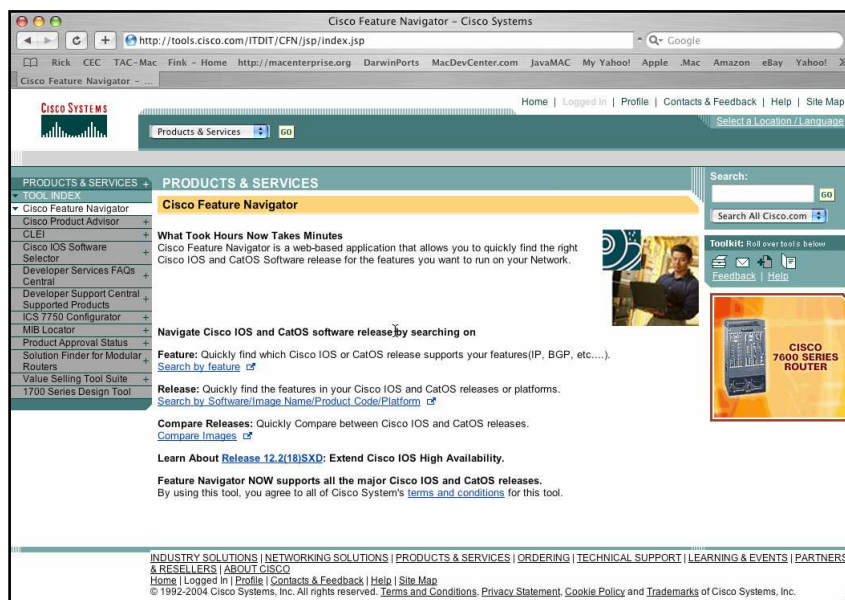 Cisco Feature Navigator – Cisco Systems
http://tools.cisco.com/ITDIT/CFN/jsp/index.jsp
Google
Rick CEC TAC-Mac Fink - Home http://macenterprise.org DarwinPorts MacDevCenter.com JavaMAC My Yahoo! Apple .Mac Amazon eBay Yahoo!
Cisco Feature Navigator – ...
CISCO SYSTEMS
Home | Logged In | Profile | Contacts & Feedback | Help | Site Map
Select a Location / Language
Products & Services GO
PRODUCTS & SERVICES +
TOOL INDEX
Cisco Feature Navigator
Cisco Product Advisor +
CLEI +
Cisco IOS Software
Selector +
Developer Services FAQs
Central +
Developer Support Central
Supported Products +
ICS 7750 Configurator +
MIB Locator +
Product Approval Status +
Solution Finder for Modular
Routers +
Value Selling Tool Suite +
1700 Series Design Tool
PRODUCTS & SERVICES
Cisco Feature Navigator
What Took Hours Now Takes Minutes
Cisco Feature Navigator is a web-based application that allows you to quickly find the right
Cisco IOS and CatOS Software release for the features you want to run on your Network.
Navigate Cisco IOS and CatOS software release by searching on
Feature: Quickly find which Cisco IOS or CatOS release supports your features(IP, BGP, etc....).
Search by feature
Release: Quickly find the features in your Cisco IOS and CatOS releases or platforms.
Search by Software/Image Name/Product Code/Platform
Compare Releases: Quickly Compare between Cisco IOS and CatOS releases.
Compare Images
Learn About Release 12.2(18)SXD: Extend Cisco IOS High Availability.
Feature Navigator NOW supports all the major Cisco IOS and CatOS releases.
By using this tool, you agree to all of Cisco System's terms and conditions for this tool.
Search:
GO
Search All Cisco.com
Toolkit: Roll over tools below
Feedback | Help
CISCO
7600 SERIES
ROUTER
INDUSTRY SOLUTIONS | NETWORKING SOLUTIONS | PRODUCTS & SERVICES | ORDERING | TECHNICAL SUPPORT | LEARNING & EVENTS | PARTNERS
& RESELLERS | ABOUT CISCO
Home | Logged In | Profile | Contacts & Feedback | Help | Site Map
© 1992-2004 Cisco Systems, Inc. All rights reserved. Terms and Conditions, Privacy Statement, Cookie Policy and Trademarks of Cisco Systems, Inc.